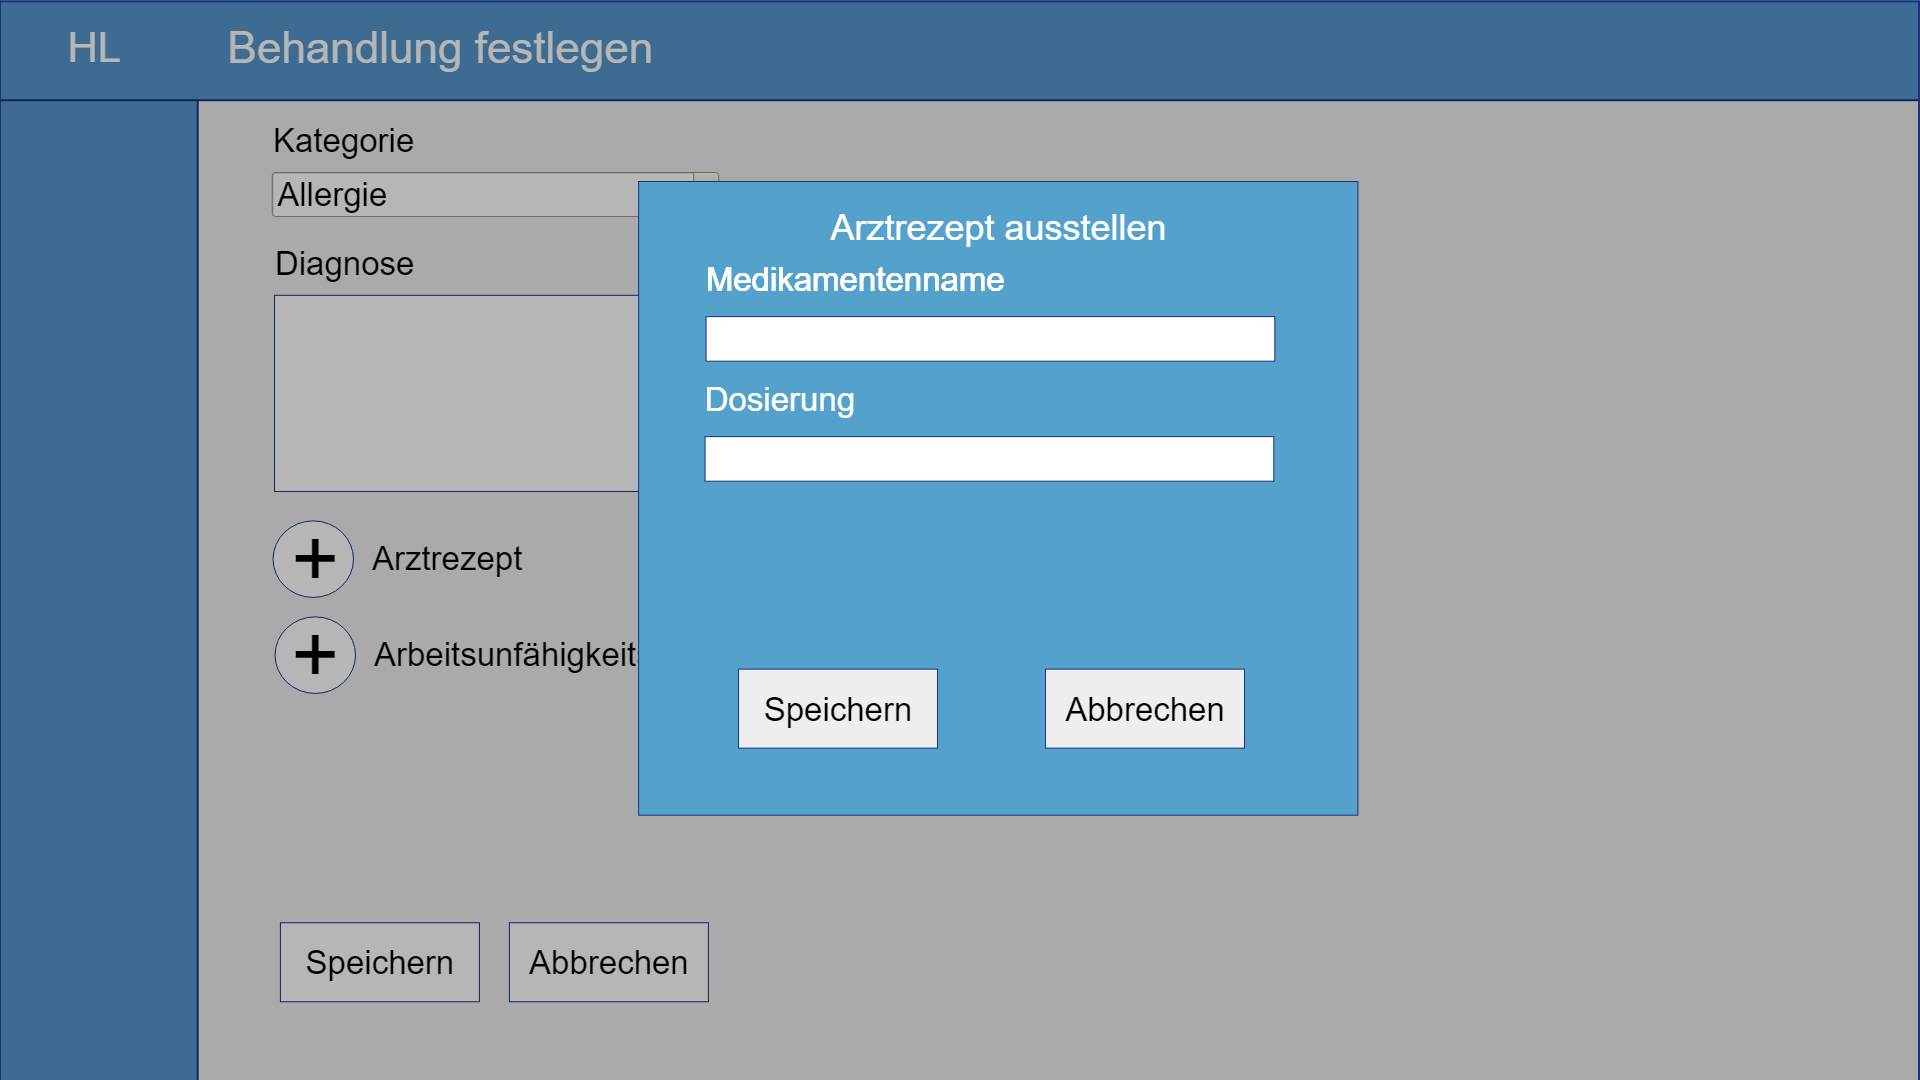 HL
Behandlung festlegen
Kategorie
Allergie
Diagnose
Arztrezept
Arbeitsunfähigkeit
Speichern
Abbrechen
Arztrezept ausstellen
Medikamentenname
Dosierung
Speichern
Abbrechen